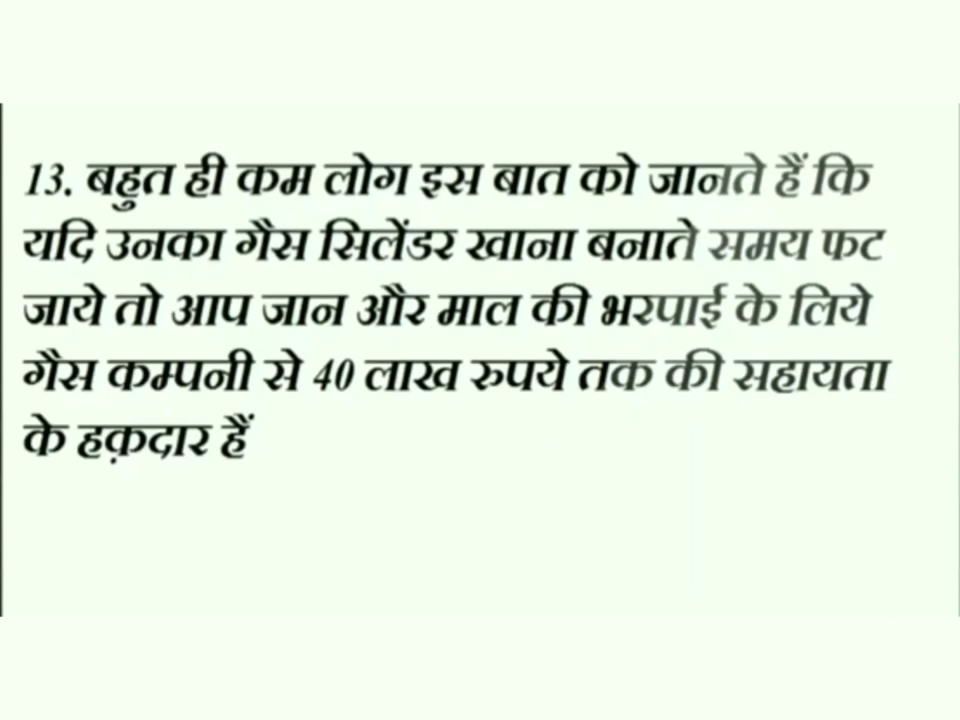 13. बहुत ही कम लोग इस बात को जानते हैं कि
यदि उनका गैस सिलेंडर खाना बनाते समय फट
जाये तो आप जान और माल की भरपाई के लिये
गैस कम्पनी से 40 लाख रुपये तक की सहायता
के हक़दार हैं